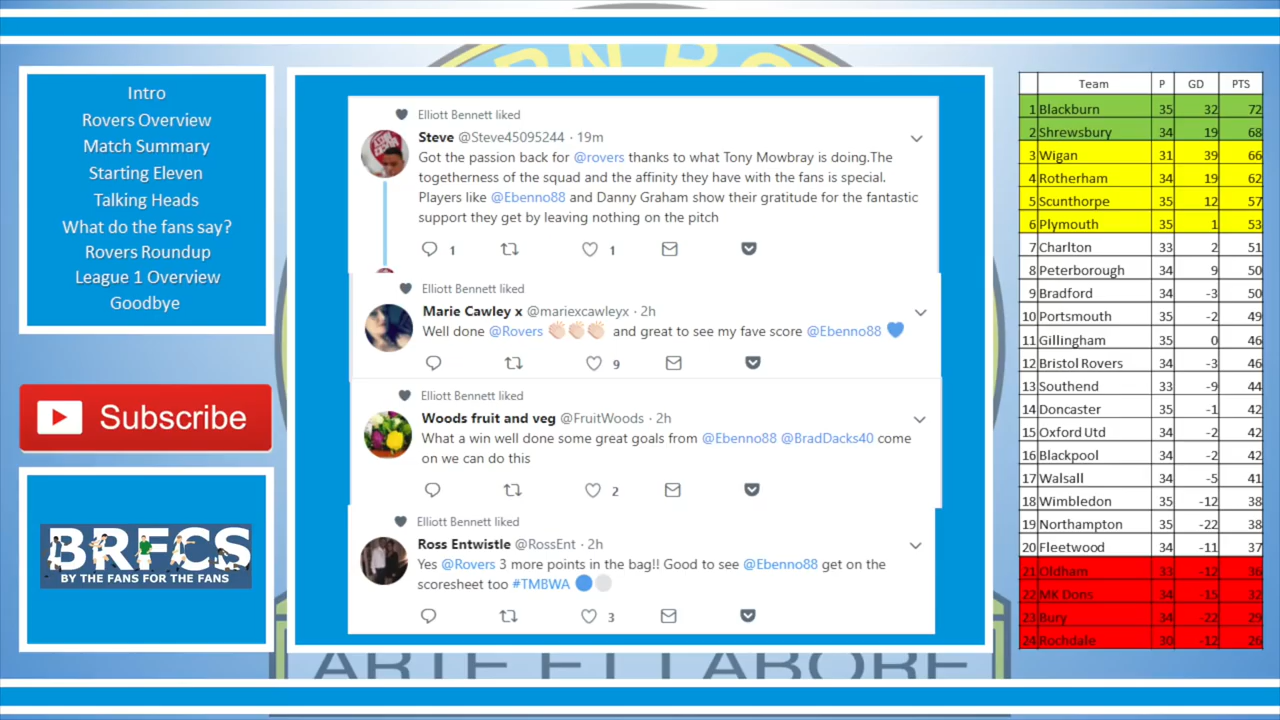 RN RO
Intro
Rovers Overview
Match Summary
Starting Eleven
Talking Heads
What do the fans say?
Rovers Roundup
League 1 Overview
Goodbye
Subscribe
BRFCS
BY THE FANS FOR THE FANS
Elliott Bennett liked
Steve @Steve45095244 · 19m
Got the passion back for @rovers thanks to what Tony Mowbray is doing.The
togetherness of the squad and the affinity they have with the fans is special.
Players like @Ebenno88 and Danny Graham show their gratitude for the fantastic
support they get by leaving nothing on the pitch
1 1
Elliott Bennett liked
Marie Cawley x @mariexcawleyx · 2h
Well done @Rovers 👏🏻👏🏻👏🏻 and great to see my fave score @Ebenno88 💙
9
Elliott Bennett liked
Woods fruit and veg @FruitWoods · 2h
What a win well done some great goals from @Ebenno88 @BradDacks40 come
on we can do this
2
Elliott Bennett liked
Ross Entwistle @RossEnt · 2h
Yes @Rovers 3 more points in the bag!! Good to see @Ebenno88 get on the
scoresheet too #TMBWA 🔵⚪
3
Team P GD PTS
1 Blackburn 35 32 72
2 Shrewsbury 34 19 68
3 Wigan 31 39 66
4 Rotherham 34 19 62
5 Scunthorpe 35 12 57
6 Plymouth 35 1 53
7 Charlton 33 2 51
8 Peterborough 34 9 50
9 Bradford 34 -3 50
10 Portsmouth 35 -2 49
11 Gillingham 35 0 46
12 Bristol Rovers 34 -3 46
13 Southend 33 -9 44
14 Doncaster 35 -1 42
15 Oxford Utd 34 -2 42
16 Blackpool 34 -2 42
17 Walsall 34 -5 41
18 Wimbledon 35 -12 38
19 Northampton 35 -22 38
20 Fleetwood 34 -11 37
21 Oldham 33 -12 36
22 MK Dons 34 -15 32
23 Bury 34 -22 29
24 Rochdale 30 -12 26
ARTE ET LABORE